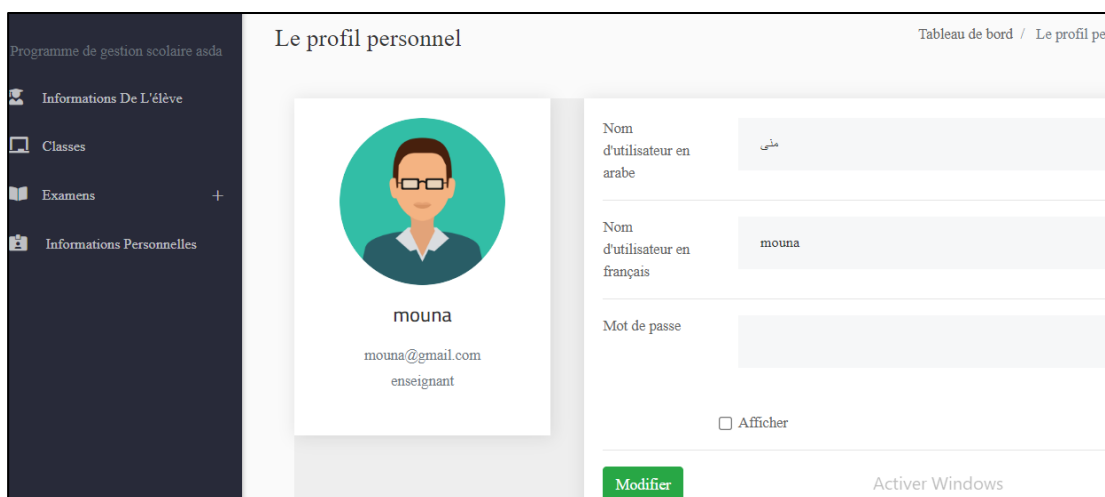 Programme de gestion scolaire asda
Informations De L'élève
Classes
Examens +
Informations Personnelles
Le profil personnel
Tableau de bord / Le profil pe
mouna
mouna@gmail.com
enseignant
Nom
d'utilisateur en
arabe
منى
Nom
d'utilisateur en
français
mouna
Mot de passe
Afficher
Modifier
Activer Windows